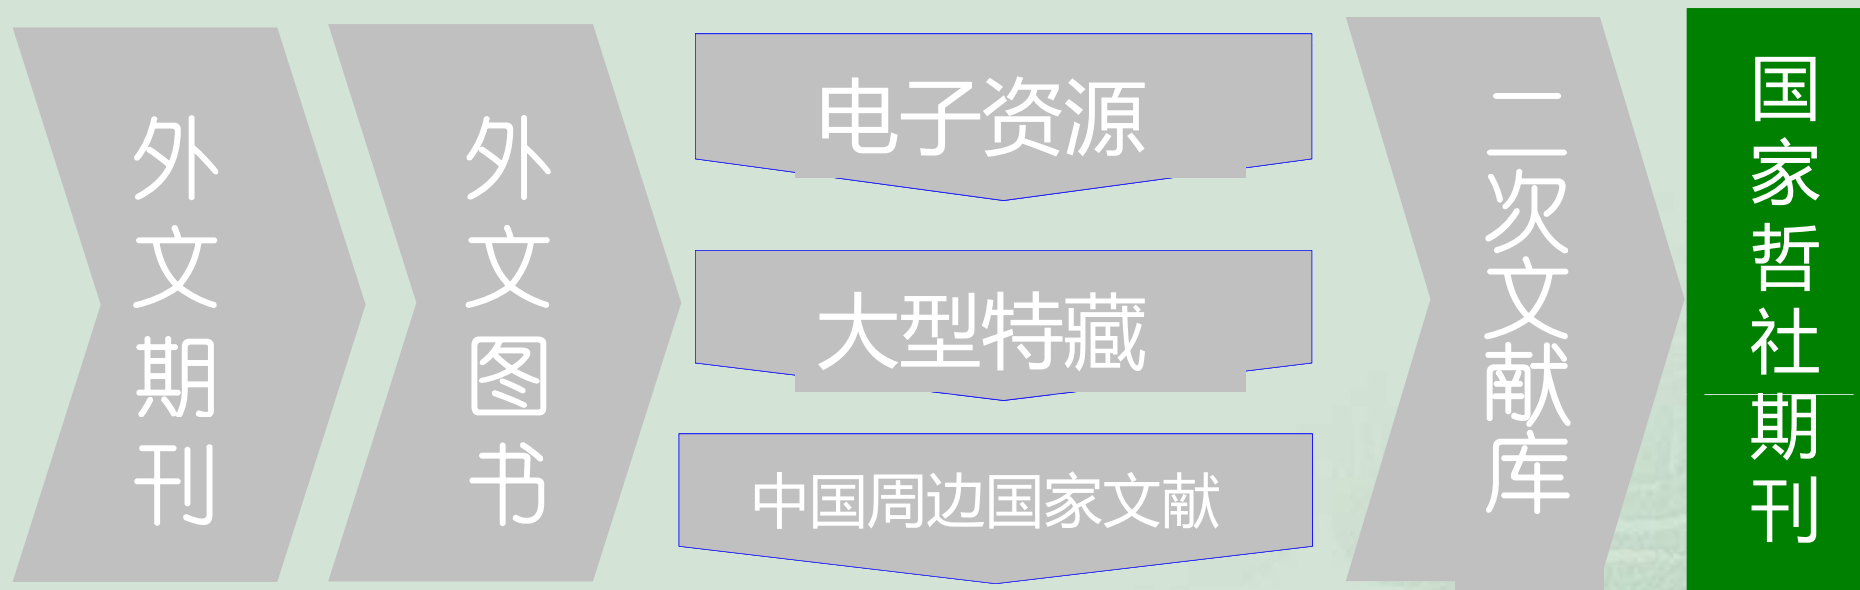 外文期刊
外文图书
电子资源
大型特藏
中国周边国家文献
二次文献库
国家哲社期刊